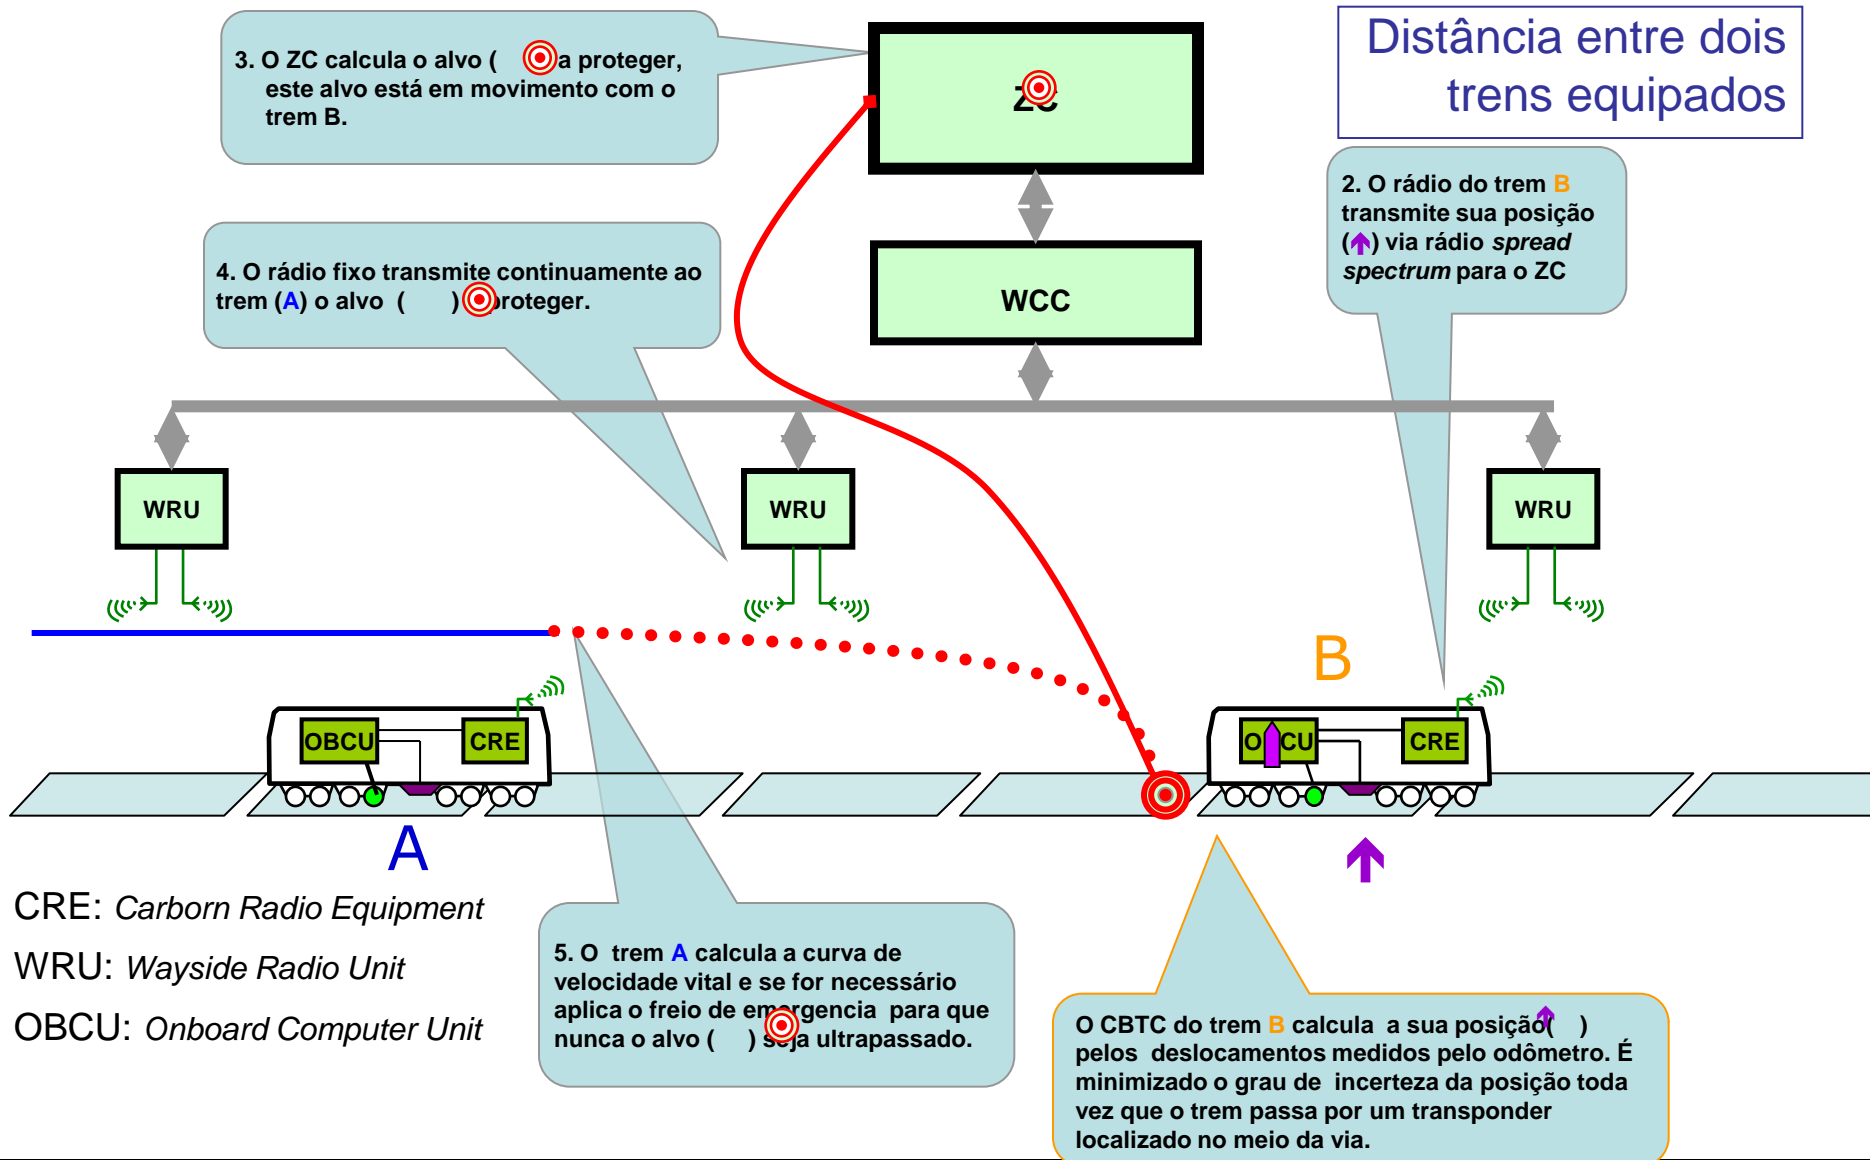 Distância entre dois
trens equipados
3. O ZC calcula o alvo ( a proteger,
este alvo está em movimento com o
trem B.
ZC
2. O rádio do trem B
transmite sua posição
( ) via rádio spread
spectrum para o ZC
4. O rádio fixo transmite continuamente ao
trem (A) o alvo ( ) proteger.
WCC
WRU
WRU
WRU
B
OBCU
CRE
O CU
CRE
A
CRE: Carborn Radio Equipment
WRU: Wayside Radio Unit
OBCU: Onboard Computer Unit
5. O trem A calcula a curva de
velocidade vital e se for necessário
aplica o freio de emergencia para que
nunca o alvo ( ) seja ultrapassado.
O CBTC do trem B calcula a sua posição( )
pelos deslocamentos medidos pelo odômetro. É
minimizado o grau de incerteza da posição toda
vez que o trem passa por um transponder
localizado no meio da via.